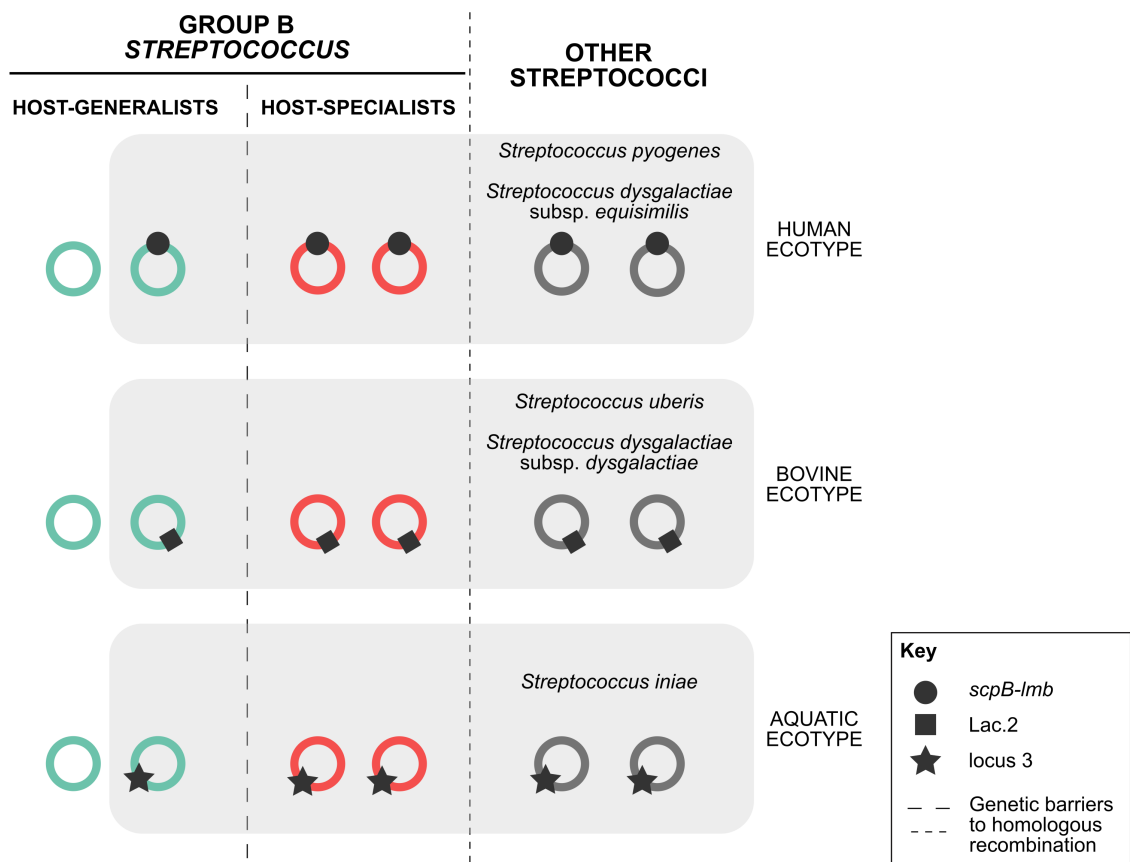 GROUP B
STREPTOCOCCUS
OTHER
STREPTOCOCCI
HOST-GENERALISTS
HOST-SPECIALISTS
Streptococcus pyogenes
Streptococcus dysgalactiae
subsp. equisimilis
HUMAN
ECOTYPE
Streptococcus uberis
Streptococcus dysgalactiae
subsp. dysgalactiae
BOVINE
ECOTYPE
Streptococcus iniae
AQUATIC
ECOTYPE
Key
scpB-lmb
Lac.2
locus 3
Genetic barriers
to homologous
recombination